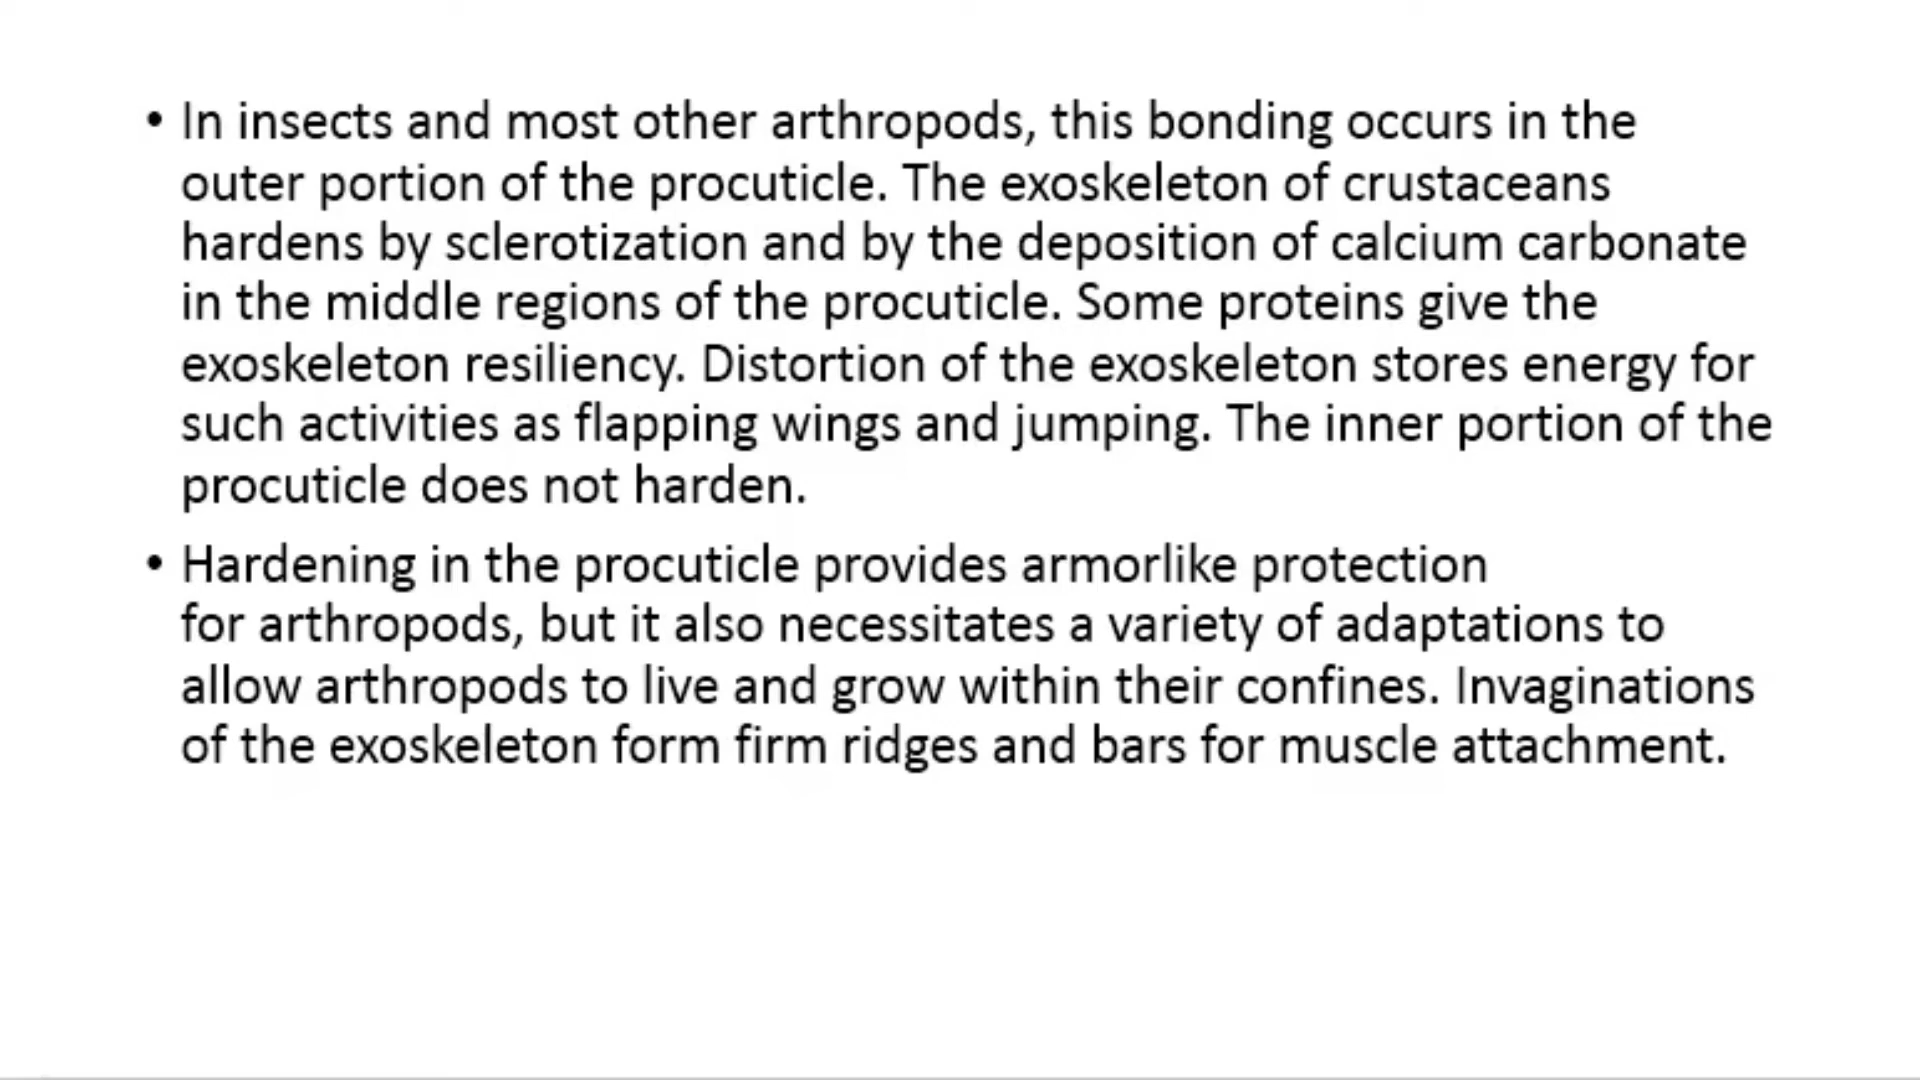 • In insects and most other arthropods, this bonding occurs in the
outer portion of the procuticle. The exoskeleton of crustaceans
hardens by sclerotization and by the deposition of calcium carbonate
in the middle regions of the procuticle. Some proteins give the
exoskeleton resiliency. Distortion of the exoskeleton stores energy for
such activities as flapping wings and jumping. The inner portion of the
procuticle does not harden.
• Hardening in the procuticle provides armorlike protection
for arthropods, but it also necessitates a variety of adaptations to
allow arthropods to live and grow within their confines. Invaginations
of the exoskeleton form firm ridges and bars for muscle attachment.